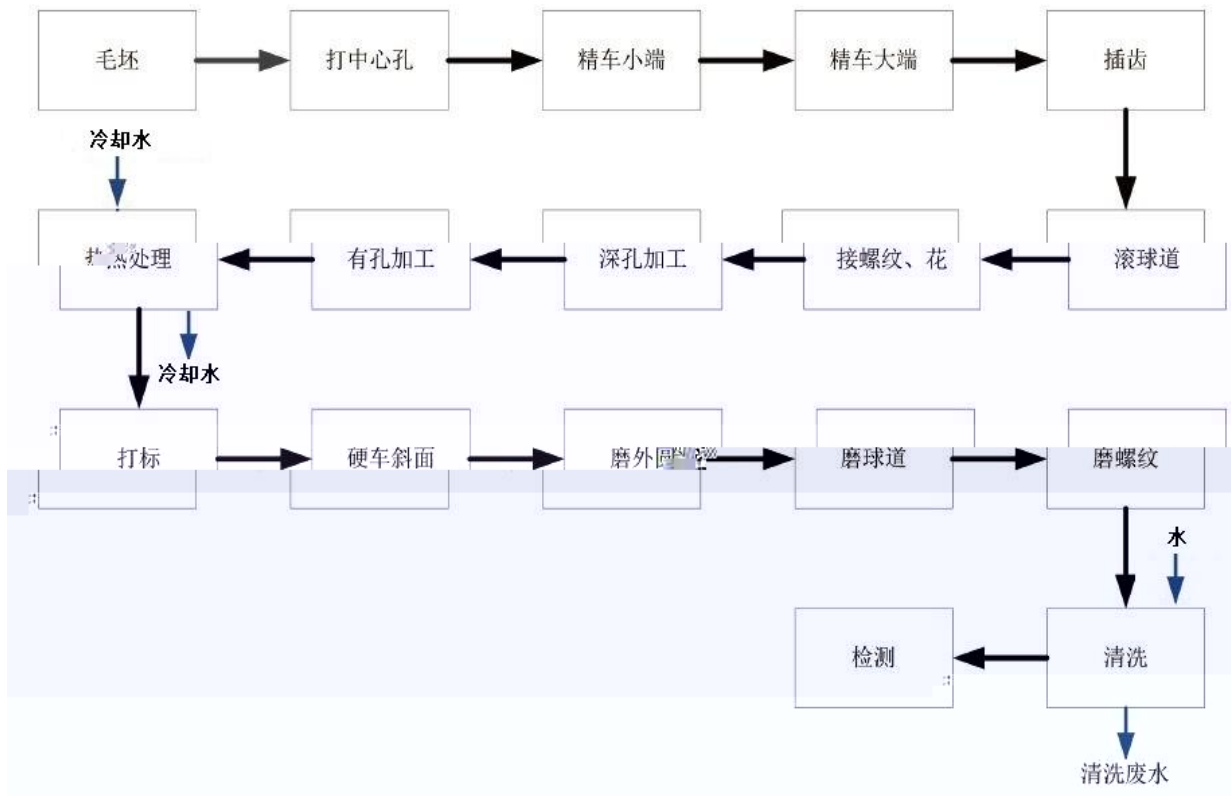 毛坯
打中心孔
精车小端
精车大端
插齿
冷却水
热处理
有孔加工
深孔加工
接螺纹、花
滚球道
冷却水
打标
硬车斜面
磨外圆
磨球道
磨螺纹
水
检测
清洗
清洗废水